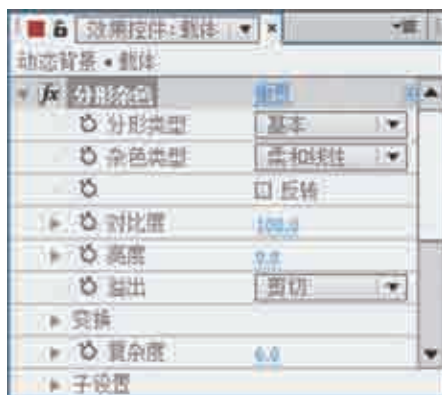 效果控件: 载体
动态背景 • 载体
fx 分形杂色 重置
分形类型 基本
杂色类型 柔和线性
反转
对比度 100.0
亮度 0.0
溢出 剪切
变换
复杂度 6.0
子设置